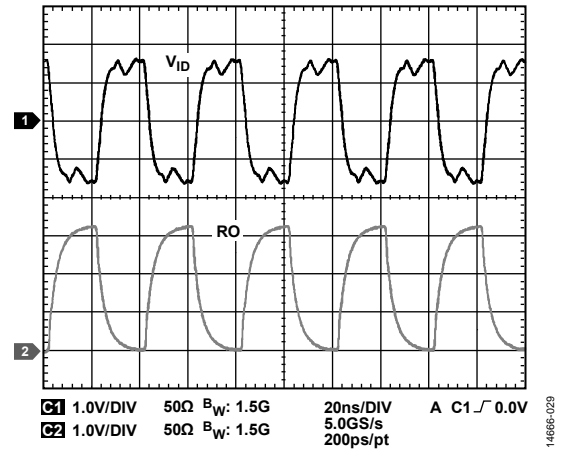 VID
1
RO
2
C1 1.0V/DIV 50Ω BW: 1.5G 20ns/DIV A C1 ⁄ 0.0V
C2 1.0V/DIV 50Ω BW: 1.5G 5.0GS/s
200ps/pt
14666-029